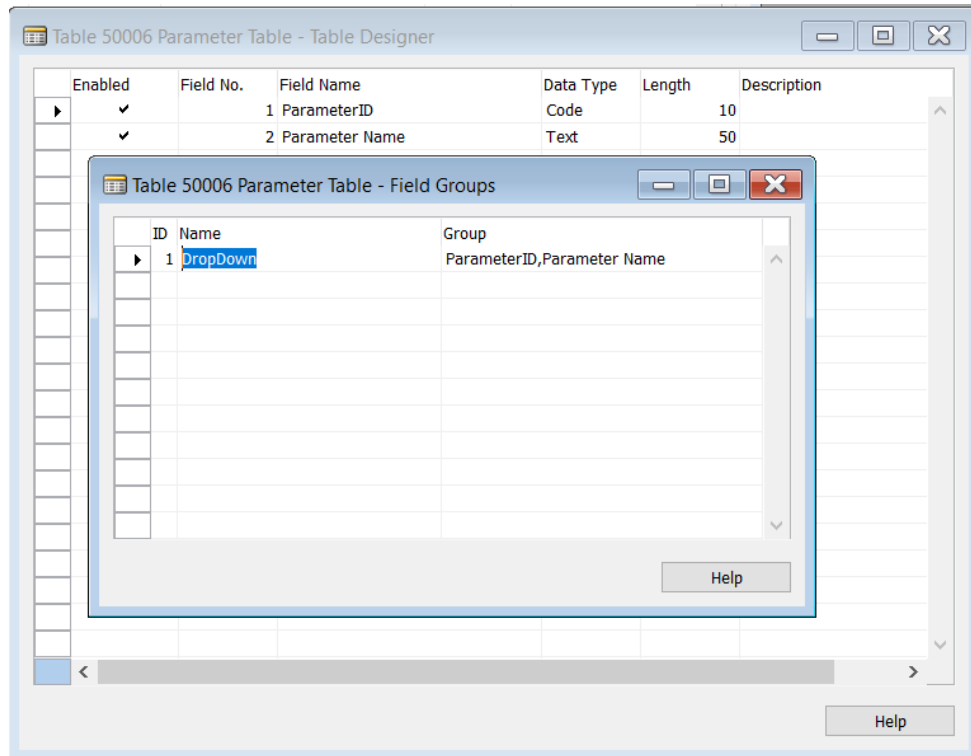 Table 50006 Parameter Table - Table Designer
Enabled Field No. Field Name Data Type Length Description
1 ParameterID Code 10
2 Parameter Name Text 50
Table 50006 Parameter Table - Field Groups
ID Name Group
1 DropDown ParameterID,Parameter Name
Help
Help